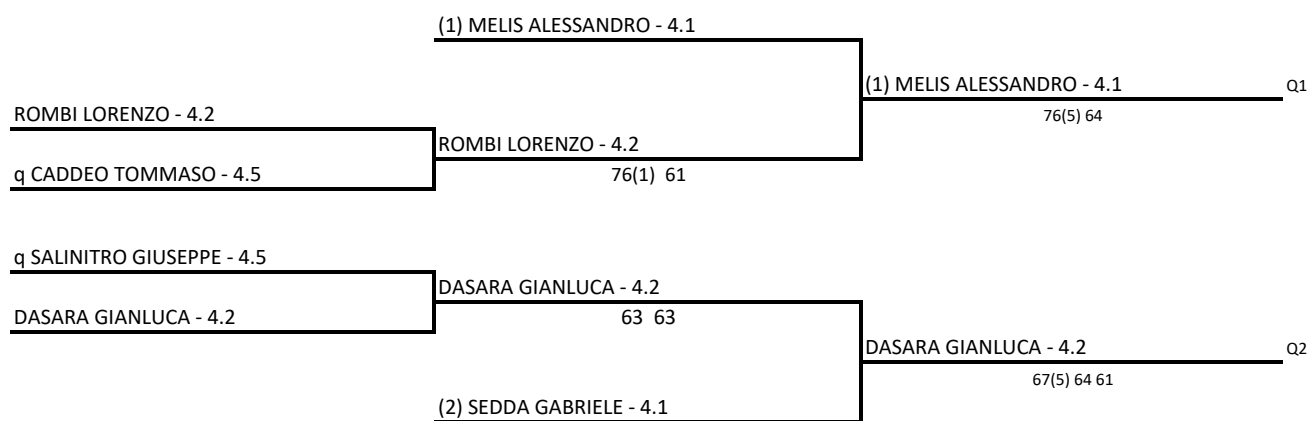 (1) MELIS ALESSANDRO - 4.1
(1) MELIS ALESSANDRO - 4.1 Q1
ROMBI LORENZO - 4.2
76(5) 64
ROMBI LORENZO - 4.2
q CADDEO TOMMASO - 4.5
76(1) 61
q SALINITRO GIUSEPPE - 4.5
DASARA GIANLUCA - 4.2
DASARA GIANLUCA - 4.2
63 63
DASARA GIANLUCA - 4.2 Q2
67(5) 64 61
(2) SEDDA GABRIELE - 4.1